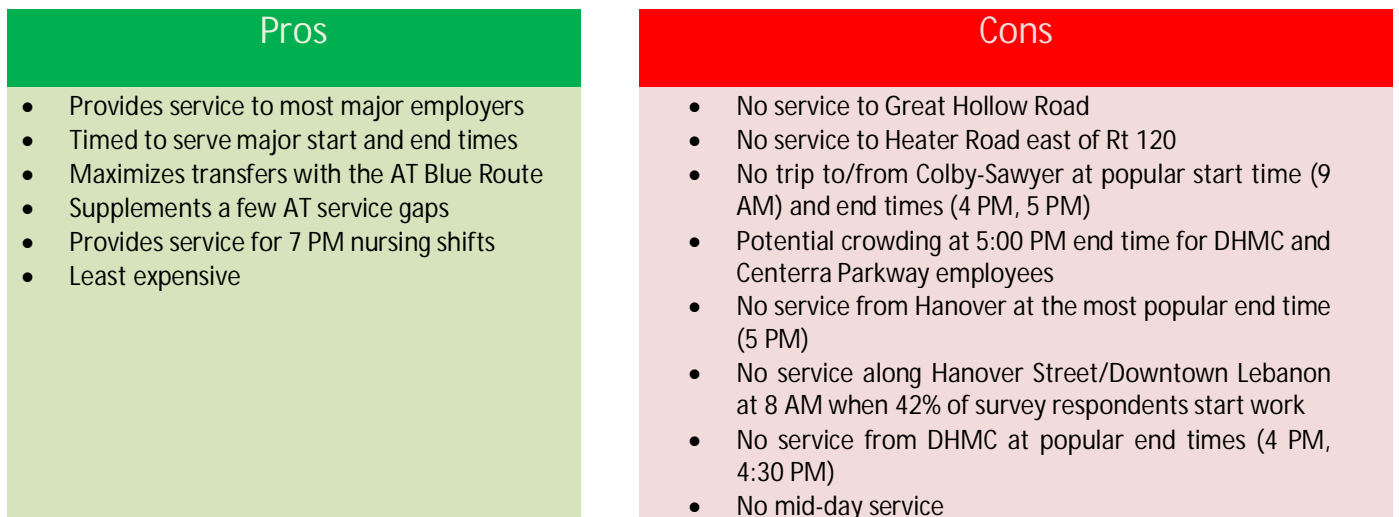 Pros
• Provides service to most major employers
• Timed to serve major start and end times
• Maximizes transfers with the AT Blue Route
• Supplements a few AT service gaps
• Provides service for 7 PM nursing shifts
• Least expensive
Cons
• No service to Great Hollow Road
• No service to Heater Road east of Rt 120
• No trip to/from Colby-Sawyer at popular start time (9
AM) and end times (4 PM, 5 PM)
• Potential crowding at 5:00 PM end time for DHMC and
Centerra Parkway employees
• No service from Hanover at the most popular end time
(5 PM)
• No service along Hanover Street/Downtown Lebanon
at 8 AM when 42% of survey respondents start work
• No service from DHMC at popular end times (4 PM,
4:30 PM)
• No mid-day service